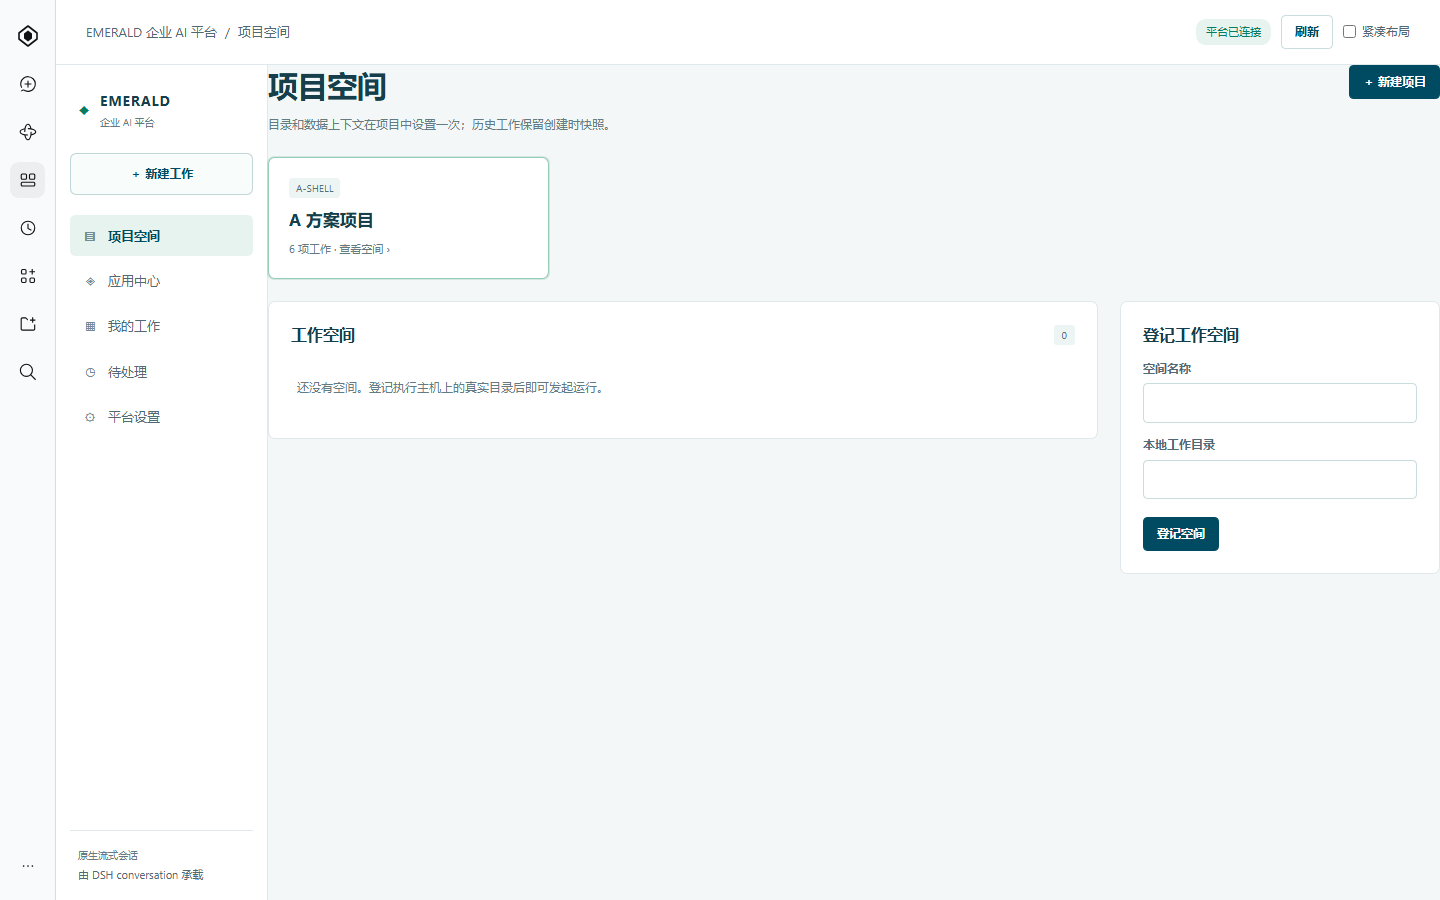 EMERALD 企业 AI 平台 / 项目空间
平台已连接
刷新
紧凑布局
EMERALD
企业 AI 平台
+ 新建工作
项目空间
应用中心
我的工作
待处理
平台设置
原生流式会话
由 DSH conversation 承载
项目空间
+ 新建项目
目录和数据上下文在项目中设置一次；历史工作保留创建时快照。
A-SHELL
A 方案项目
6 项工作 · 查看空间 ›
工作空间
0
还没有空间。登记执行主机上的真实目录后即可发起运行。
登记工作空间
空间名称
本地工作目录
登记空间